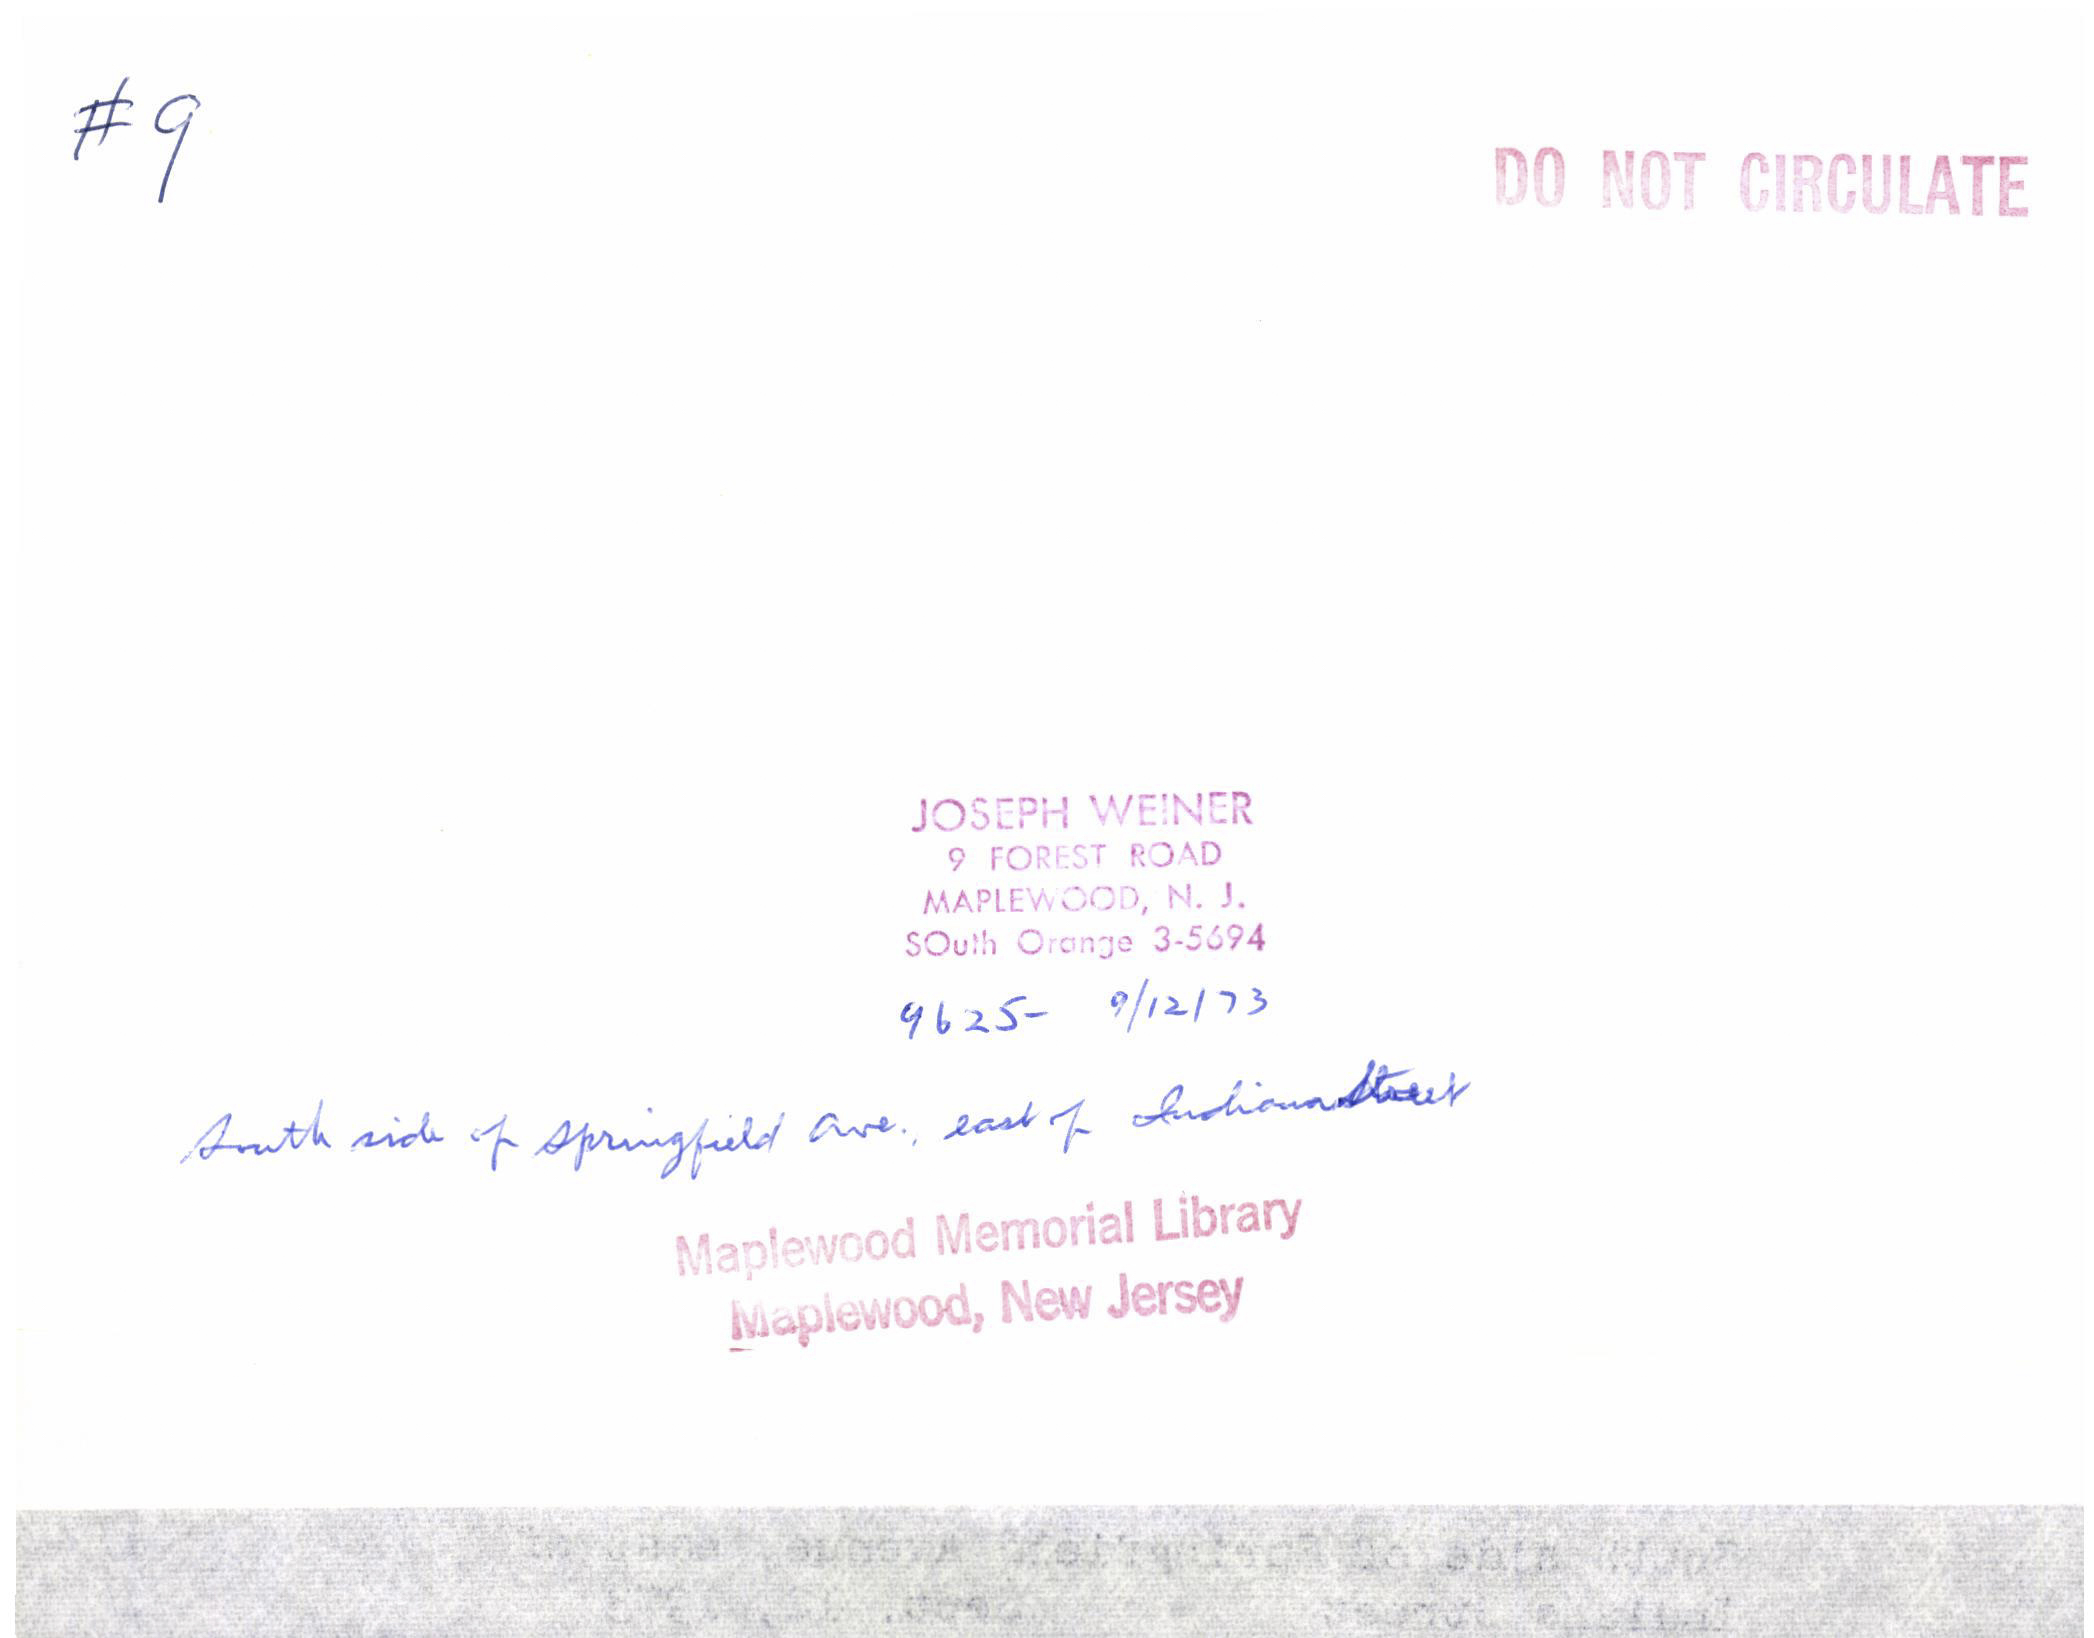 #9
DO NOT CIRCULATE
JOSEPH WEINER
9 FOREST ROAD
MAPLEWOOD, N. J.
SOuth Orange 3-5694
9625- 9/12/73
South side of Springfield Ave., east of Indiana Street
Maplewood Memorial Library
Maplewood, New Jersey